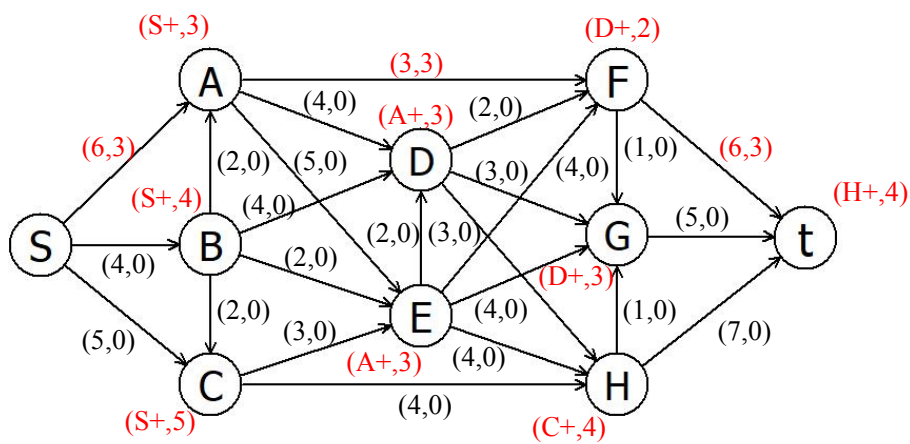 (S+,3)
(D+,2)
A
(3,3)
F
(4,0)
(A+,3)
(2,0)
(6,3)
(5,0)
D
(4,0)
(1,0)
(6,3)
(2,0)
(3,0)
(S+,4)
(4,0)
(H+,4)
S
B
(2,0)
(3,0)
G
(5,0)
t
(4,0)
(2,0)
(D+,3)
(2,0)
E
(4,0)
(1,0)
(5,0)
(3,0)
(4,0)
(7,0)
(A+,3)
C
H
(4,0)
(S+,5)
(C+,4)